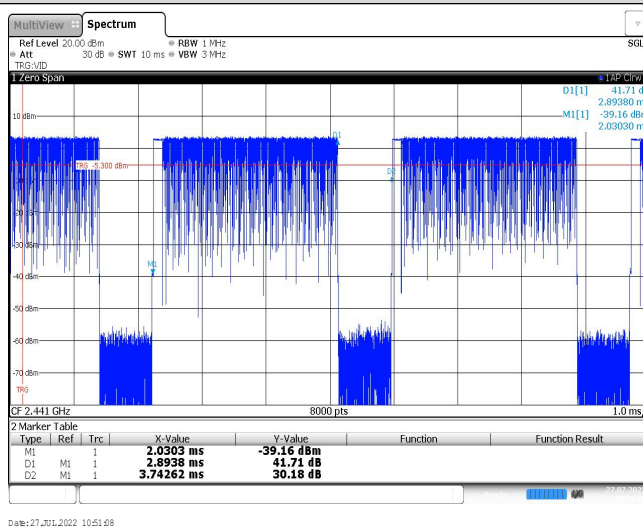 MultiView Spectrum
Ref Level 20.00 dBm RBW 1 MHz SGL
Att 30 dB SWT 10 ms VBW 3 MHz
TRG:VID
1 Zero Span 1AP Clrw
D1[1] 41.71 d
2.89380 m
10 dBm M1[1] -39.16 dBm
2.03030 m
D1
TRG -5.300 dBm
D2
-30 dBm
M1
-40 dBm
-50 dBm
-60 dBm
-70 dBm
TRG
CF 2.441 GHz 8000 pts 1.0 ms
2 Marker Table
Type Ref Trc X-Value Y-Value Function Function Result
M1 1 2.0303 ms -39.16 dBm
D1 M1 1 2.8938 ms 41.71 dB
D2 M1 1 3.74262 ms 30.18 dB
27.07.202
Date: 27.JUL.2022 10:51:08